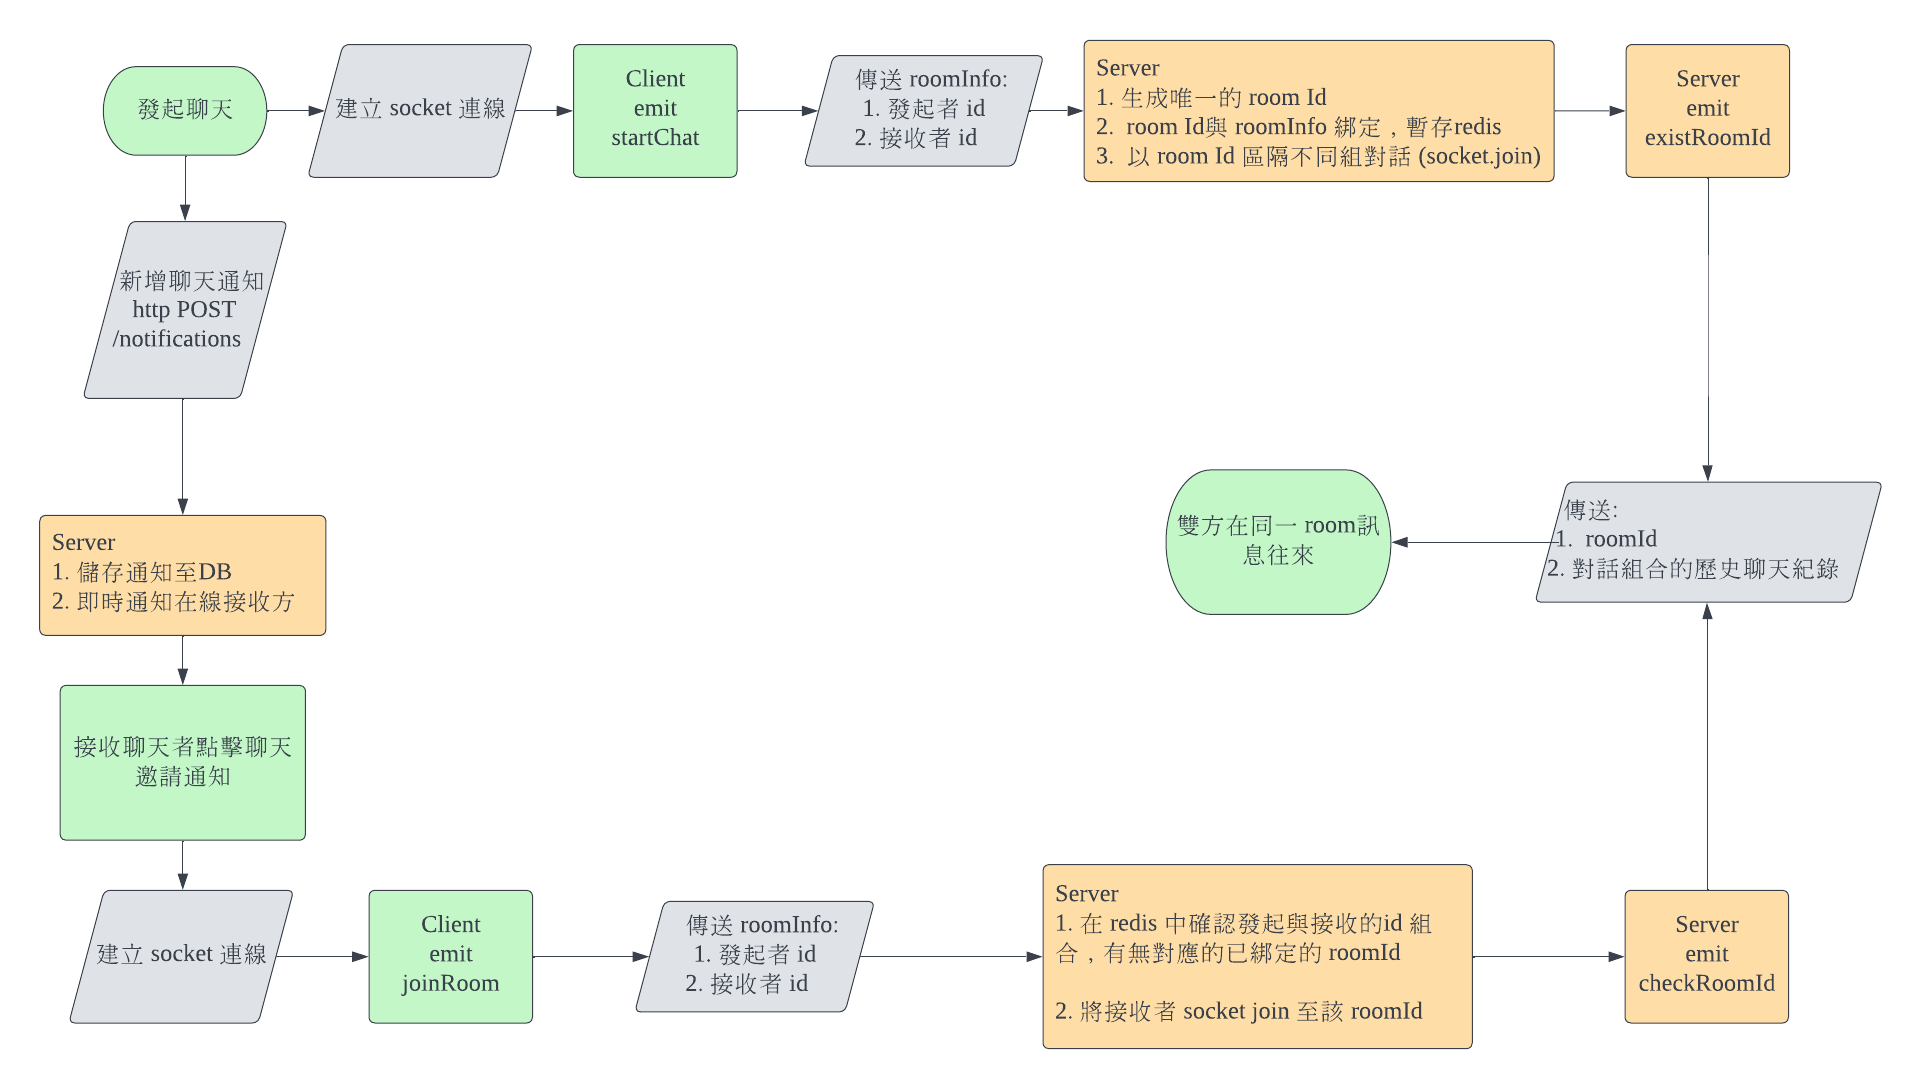 發起聊天
建立 socket 連線
Client
emit
startChat
傳送 roomInfo:
1. 發起者 id
2. 接收者 id
Server
1. 生成唯一的 room Id
2. room Id與 roomInfo 綁定，暫存redis
3. 以 room Id 區隔不同組對話 (socket.join)
Server
emit
existRoomId
新增聊天通知
http POST
/notifications
Server
1. 儲存通知至DB
2. 即時通知在線接收方
雙方在同一 room訊
息往來
傳送:
1. roomId
2. 對話組合的歷史聊天紀錄
接收聊天者點擊聊天
邀請通知
建立 socket 連線
Client
emit
joinRoom
傳送 roomInfo:
1. 發起者 id
2. 接收者 id
Server
1. 在 redis 中確認發起與接收的id 組
合，有無對應的已綁定的 roomId
2. 將接收者 socket join 至該 roomId
Server
emit
checkRoomId